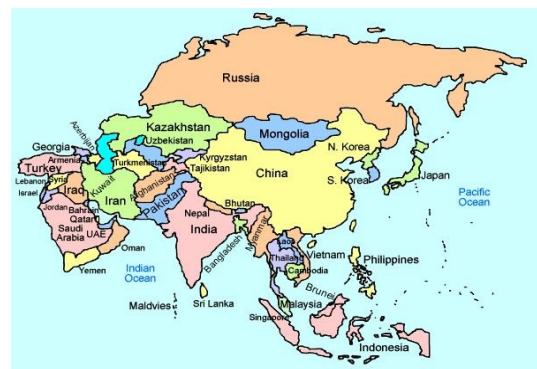 Russia
Kazakhstan
Mongolia
Azerbijan
Uzbekistan
Georgia
N. Korea
Armenia
Turkmenistan
Kyrgyzstan
Tajikistan
Turkey
China
Lebanon
Syria
Iraq
Kuwait
Iran
Afghanistan
S. Korea
Japan
Israel
Pakistan
Pacific
Ocean
Jordan
Bahrain
Qatar
Nepal
Bhutan
Saudi
Arabia
UAE
India
Bangladesh
Myanmar
Oman
Laos
Vietnam
Thailand
Philippines
Yemen
Indian
Ocean
Cambodia
Brunei
Maldvies
Sri Lanka
Malaysia
Singapore
Indonesia